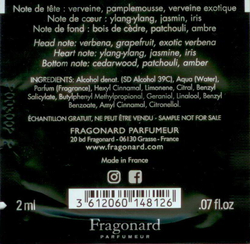 Note de tête : verveine, pamplemousse, verveine exotique
Note de cœur : ylang-ylang, jasmin, iris
Note de fond : bois de cèdre, patchouli, ambre
Head note: verbena, grapefruit, exotic verbena
Heart note: ylang-ylang, jasmine, iris
Bottom note: cedarwood, patchouli, amber
INGREDIENTS: Alcohol denat. (SD Alcohol 39C), Aqua (Water),
Parfum (Fragrance), Hexyl Cinnamal, Limonene, Citral, Benzyl
Salicylate, Butylphenyl Methylpropional, Geraniol, Linalool, Benzyl
Benzoate, Amyl Cinnamal, Citronellol.
ÉCHANTILLON GRATUIT, NE PEUT ÊTRE VENDU - SAMPLE NOT FOR SALE
FRAGONARD PARFUMEUR
20 bd Fragonard - 06130 Grasse - France
www.fragonard.com
Made in France
2 ml
3 612060 148126
.07 fl.oz
Fragonard
PARFUMEUR